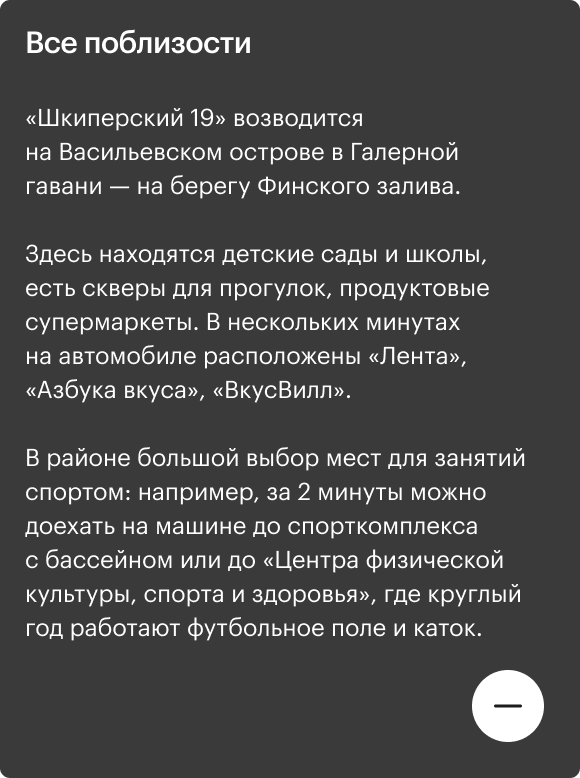 Все поблизости
«Шкиперский 19» возводится
на Васильевском острове в Галерной
гавани — на берегу Финского залива.
Здесь находятся детские сады и школы,
есть скверы для прогулок, продуктовые
супермаркеты. В нескольких минутах
на автомобиле расположены «Лента»,
«Азбука вкуса», «ВкусВилл».
В районе большой выбор мест для занятий
спортом: например, за 2 минуты можно
доехать на машине до спорткомплекса
с бассейном или до «Центра физической
культуры, спорта и здоровья», где круглый
год работают футбольное поле и каток.